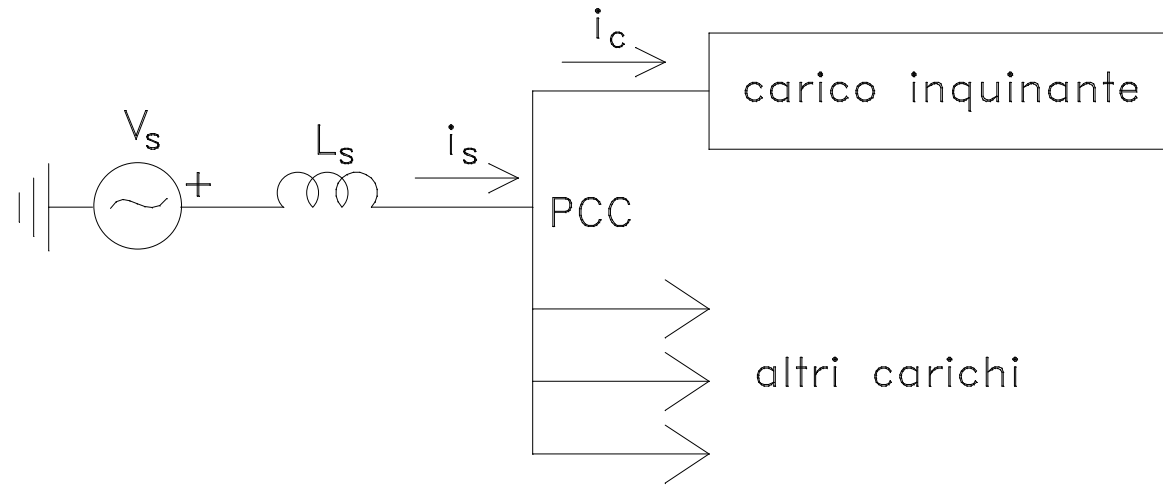 i_c
carico inquinante
V_s
+
L_s
i_s
PCC
altri carichi